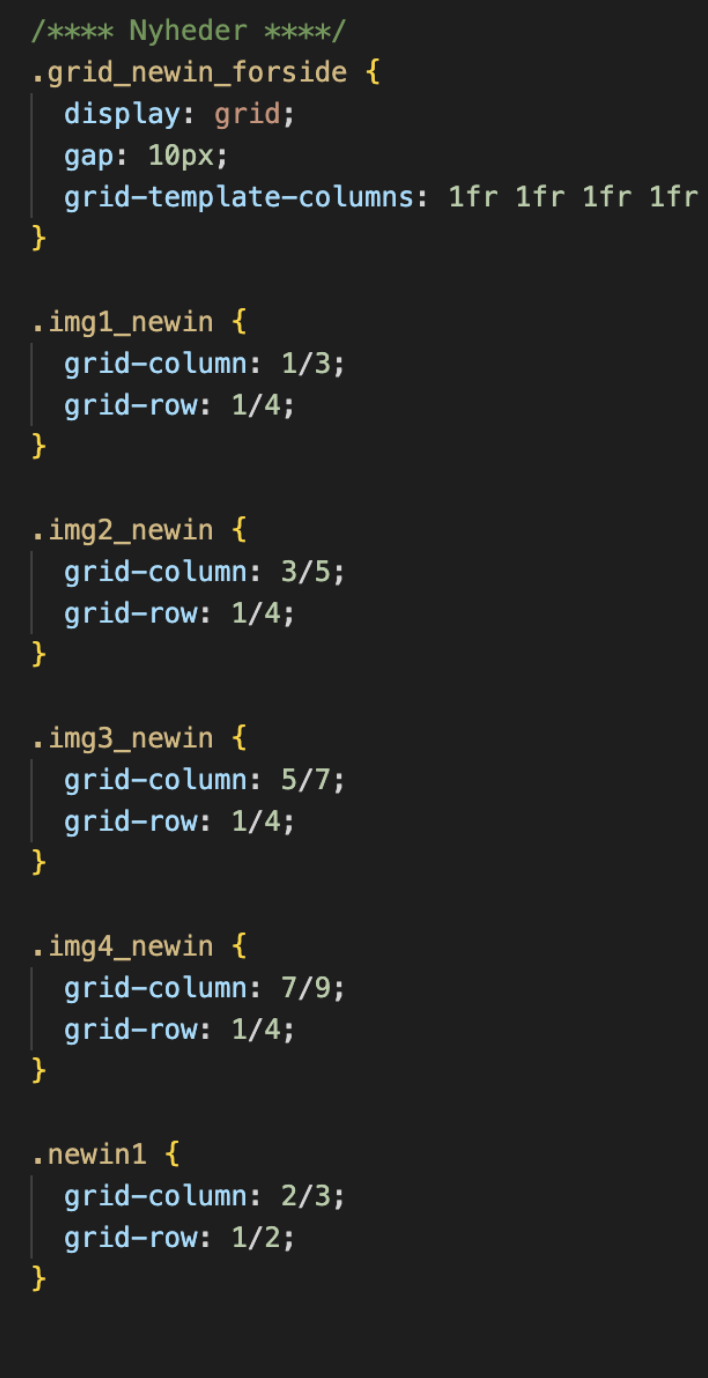 /**** Nyheder ****/
.grid_newin_forside {
display: grid;
gap: 10px;
grid-template-columns: 1fr 1fr 1fr 1fr
}
.img1_newin {
grid-column: 1/3;
grid-row: 1/4;
}
.img2_newin {
grid-column: 3/5;
grid-row: 1/4;
}
.img3_newin {
grid-column: 5/7;
grid-row: 1/4;
}
.img4_newin {
grid-column: 7/9;
grid-row: 1/4;
}
.newin1 {
grid-column: 2/3;
grid-row: 1/2;
}